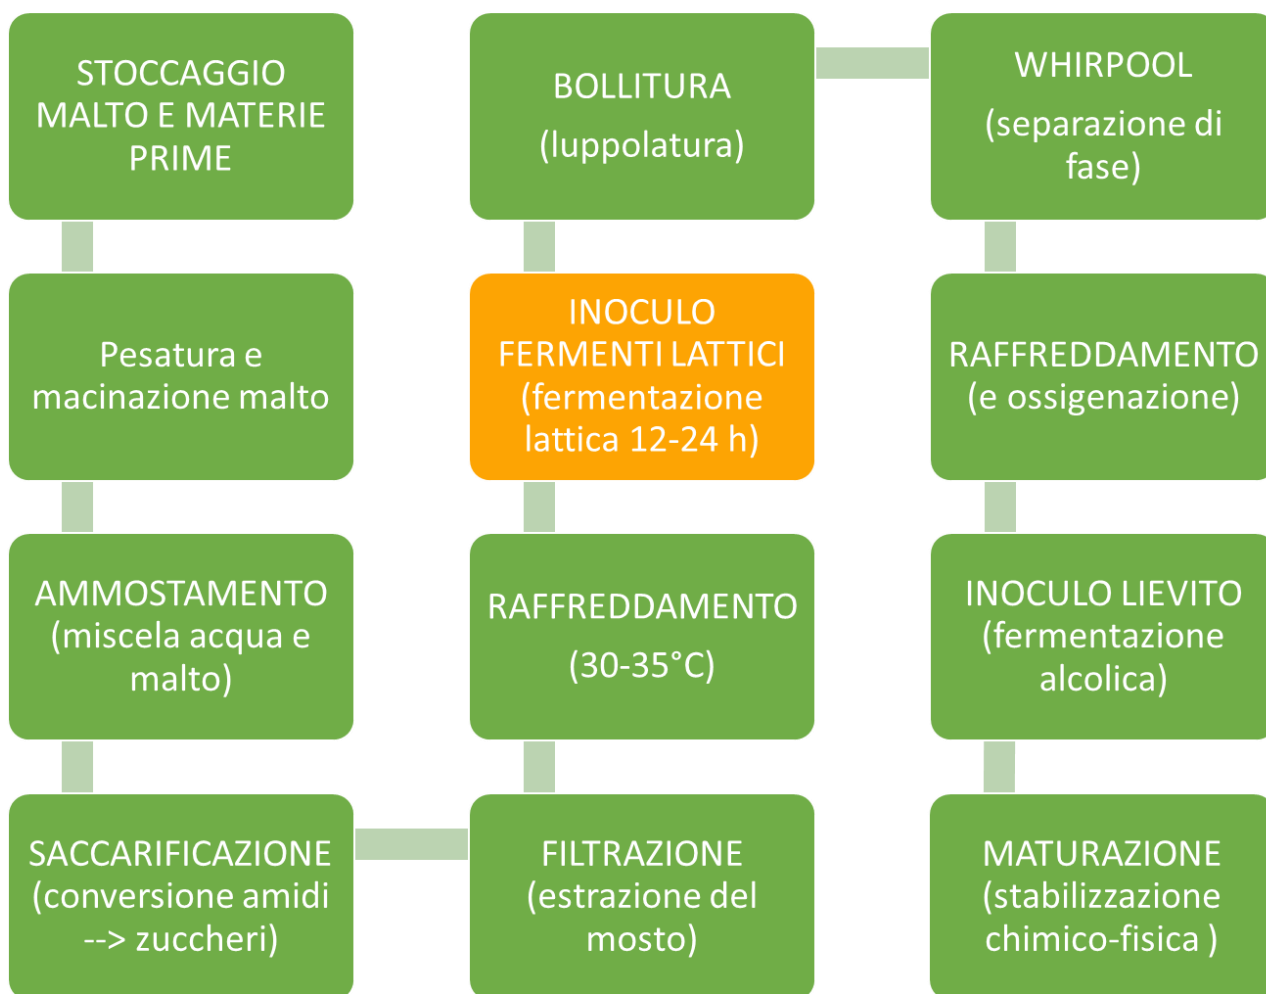 STOCCAGGIO
MALTO E MATERIE
PRIME
Pesatura e
macinazione malto
AMMOSTAMENTO
(miscela acqua e
malto)
SACCARIFICAZIONE
(conversione amidi
--> zuccheri)
FILTRAZIONE
(estrazione del
mosto)
RAFFREDDAMENTO
(30-35°C)
INOCULO
FERMENTI LATTICI
(fermentazione
lattica 12-24 h)
BOLLITURA
(luppolatura)
WHIRPOOL
(separazione di
fase)
RAFFREDDAMENTO
(e ossigenazione)
INOCULO LIEVITO
(fermentazione
alcolica)
MATURAZIONE
(stabilizzazione
chimico-fisica )